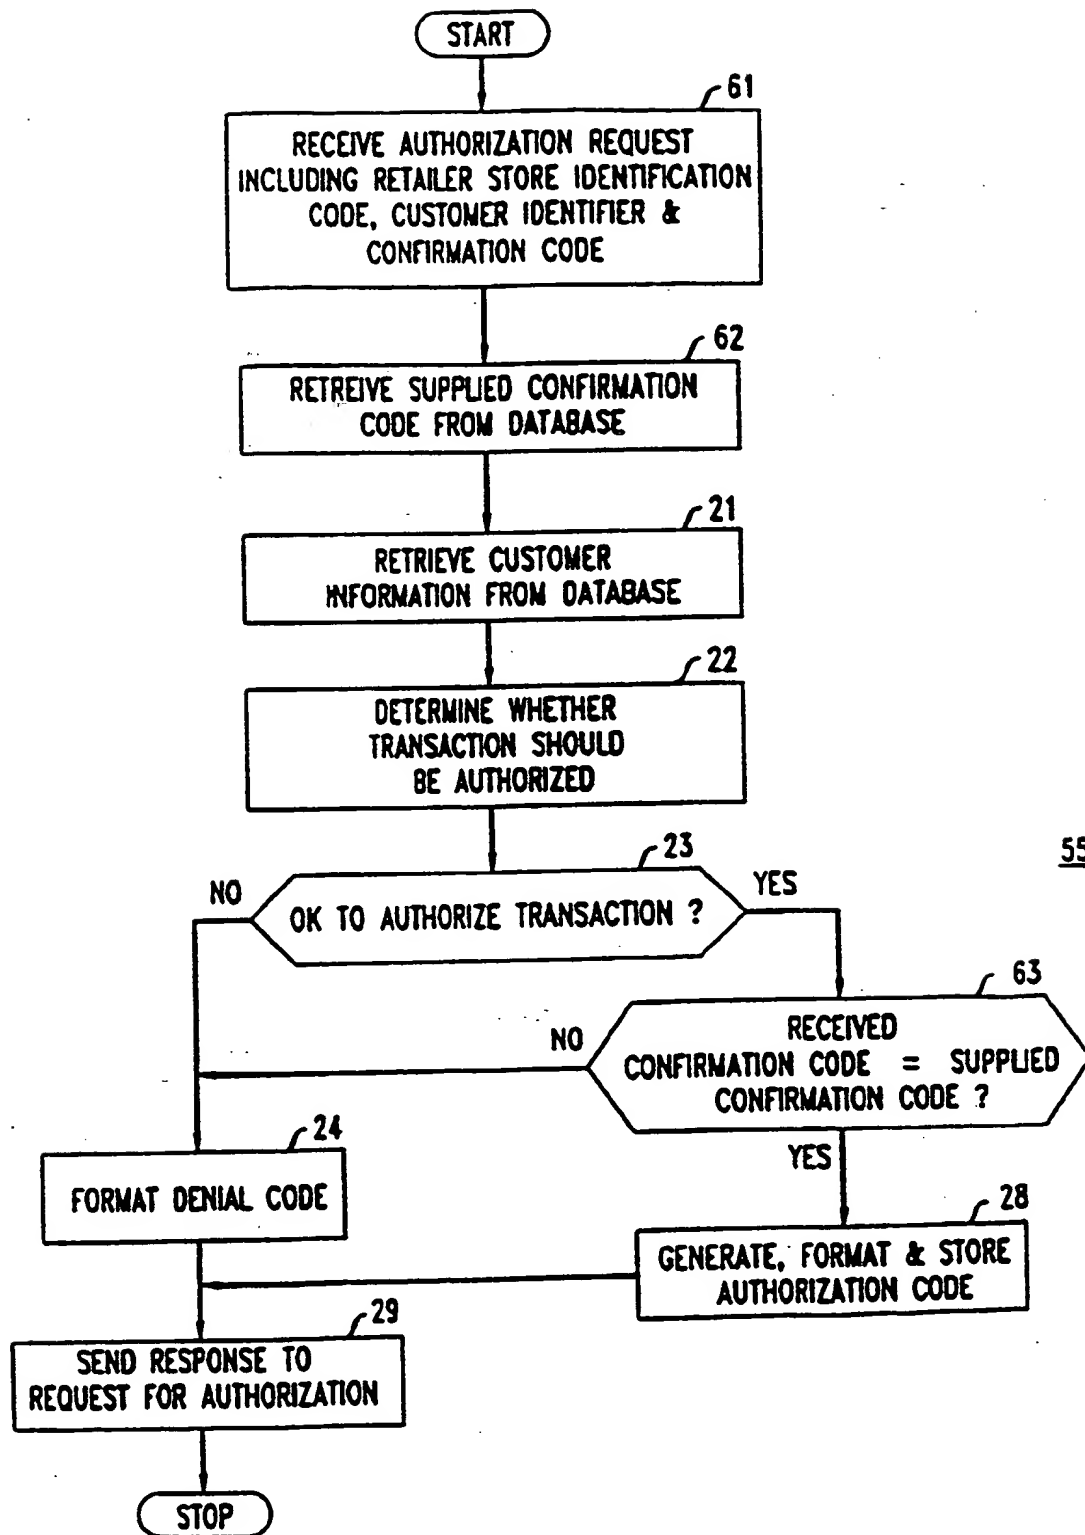 START
61
RECEIVE AUTHORIZATION REQUEST
INCLUDING RETAILER STORE IDENTIFICATION
CODE, CUSTOMER IDENTIFIER &
CONFIRMATION CODE
62
RETREIVE SUPPLIED CONFIRMATION
CODE FROM DATABASE
21
RETRIEVE CUSTOMER
INFORMATION FROM DATABASE
22
DETERMINE WHETHER
TRANSACTION SHOULD
BE AUTHORIZED
23
55
NO
YES
OK TO AUTHORIZE TRANSACTION ?
63
NO
RECEIVED
CONFIRMATION CODE = SUPPLIED
CONFIRMATION CODE ?
YES
24
FORMAT DENIAL CODE
28
GENERATE, FORMAT & STORE
AUTHORIZATION CODE
29
SEND RESPONSE TO
REQUEST FOR AUTHORIZATION
STOP